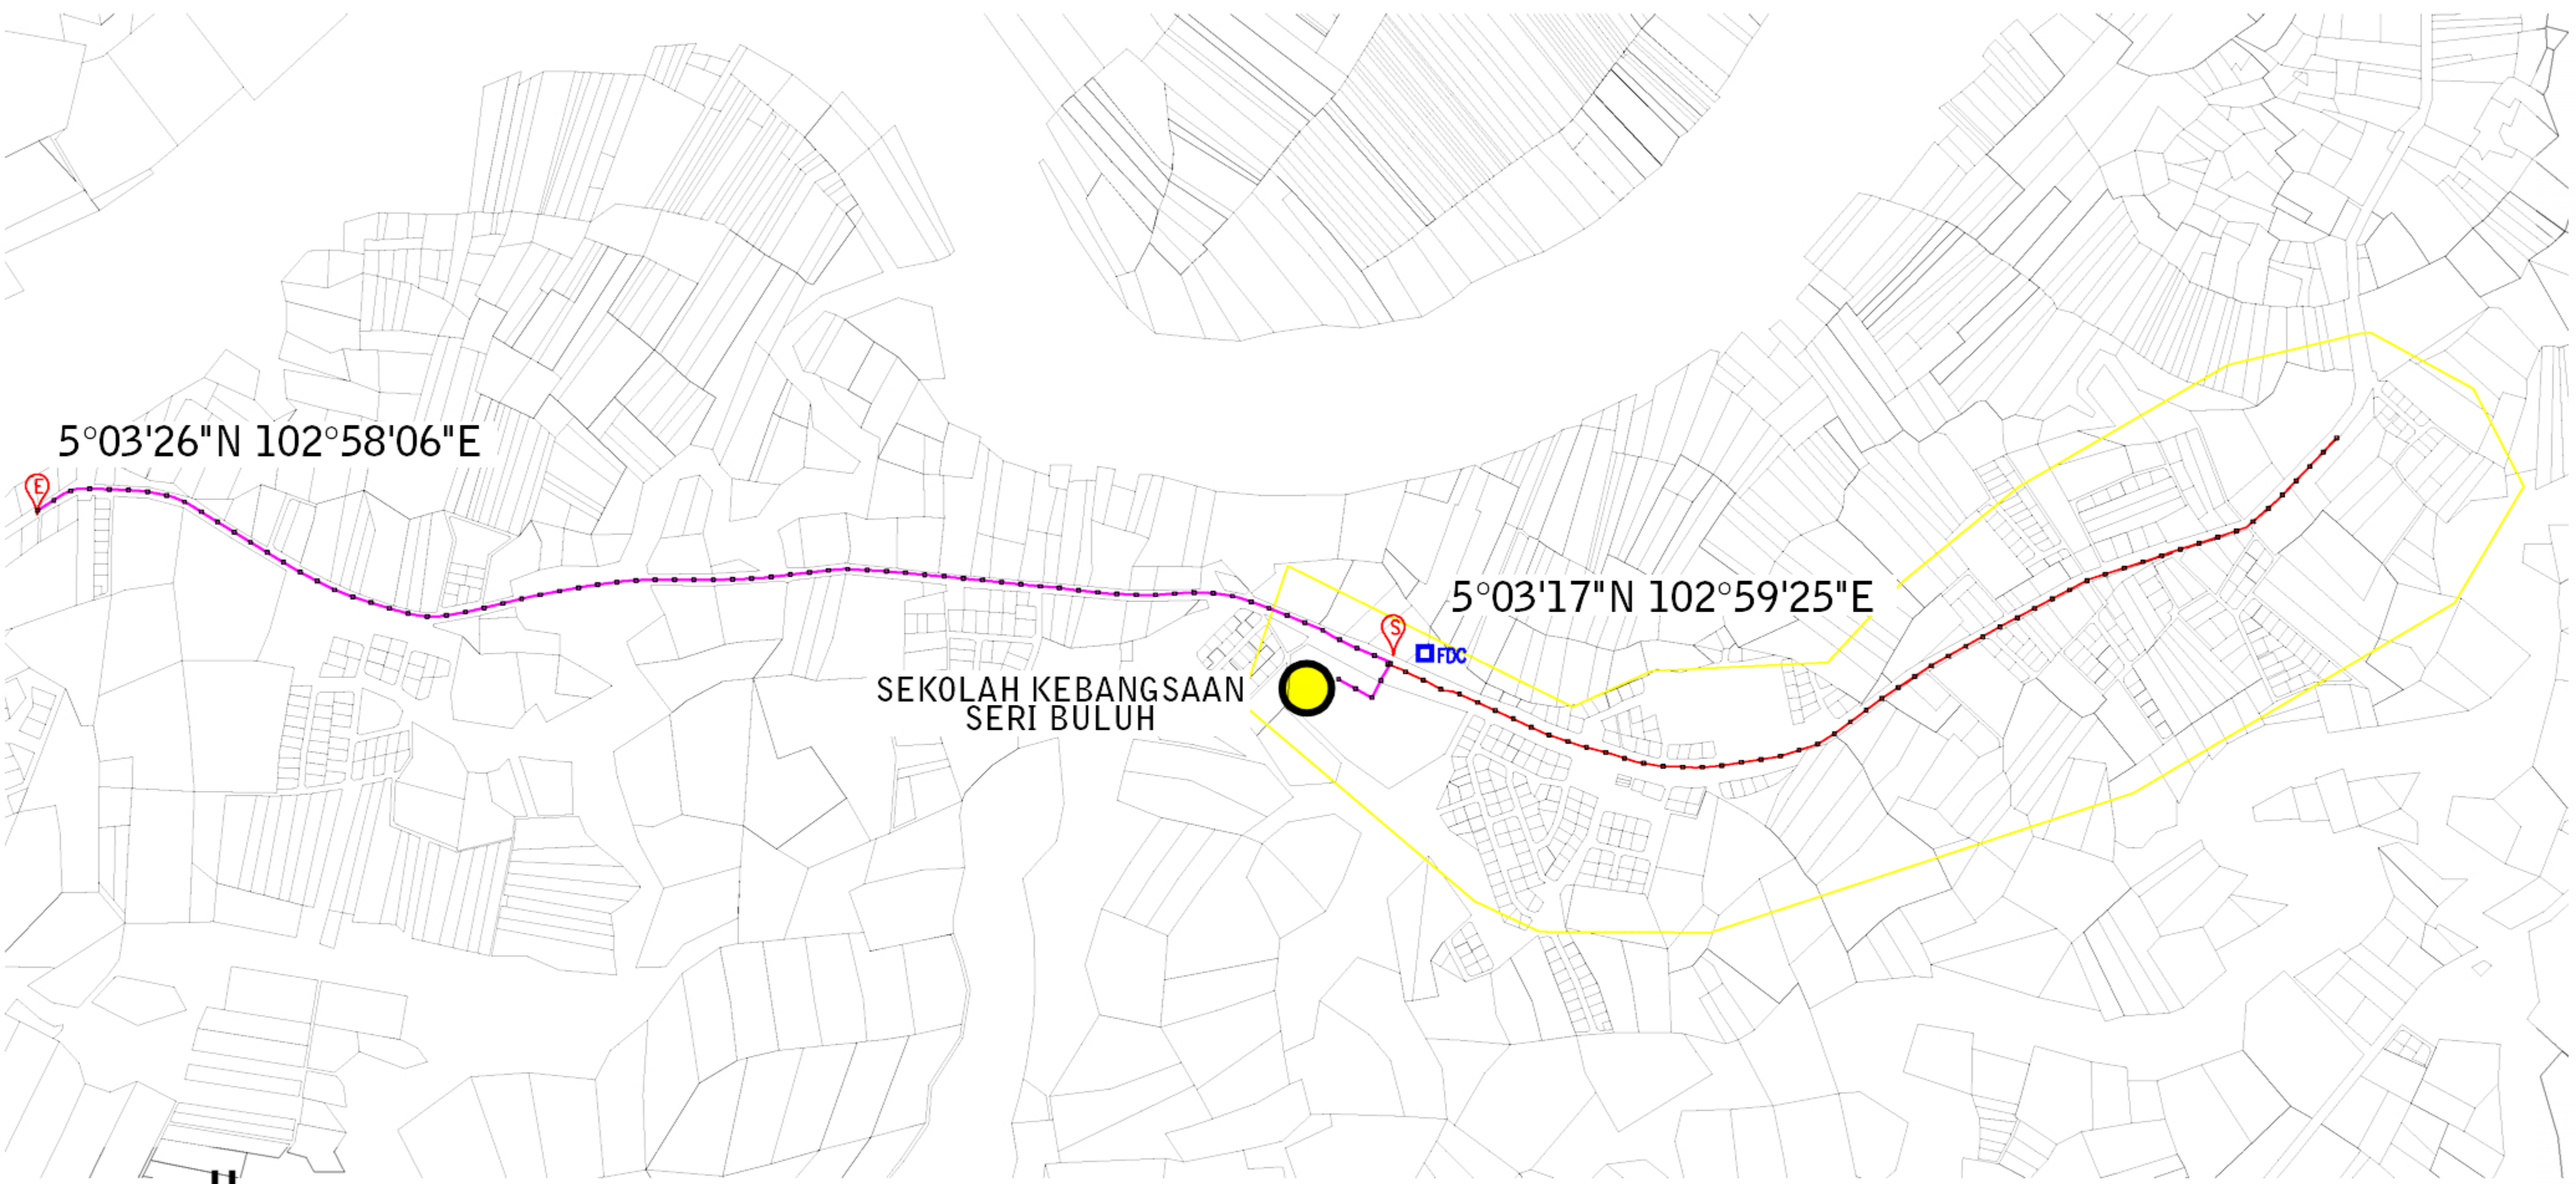 5°03'26"N 102°58'06"E
E
5°03'17"N 102°59'25"E
S
FDC
SEKOLAH KEBANGSAAN
SERI BULUH